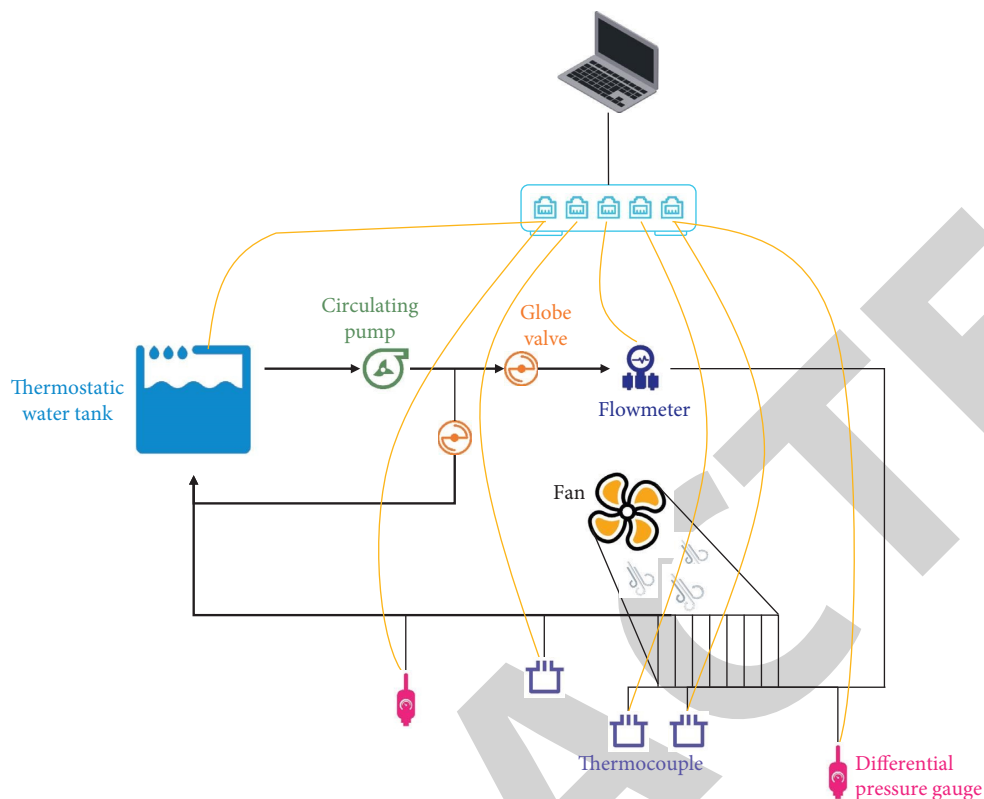 Circulating
pump
Globe
valve
Thermostatic
water tank
Flowmeter
Fan
Thermocouple
Differential
pressure gauge